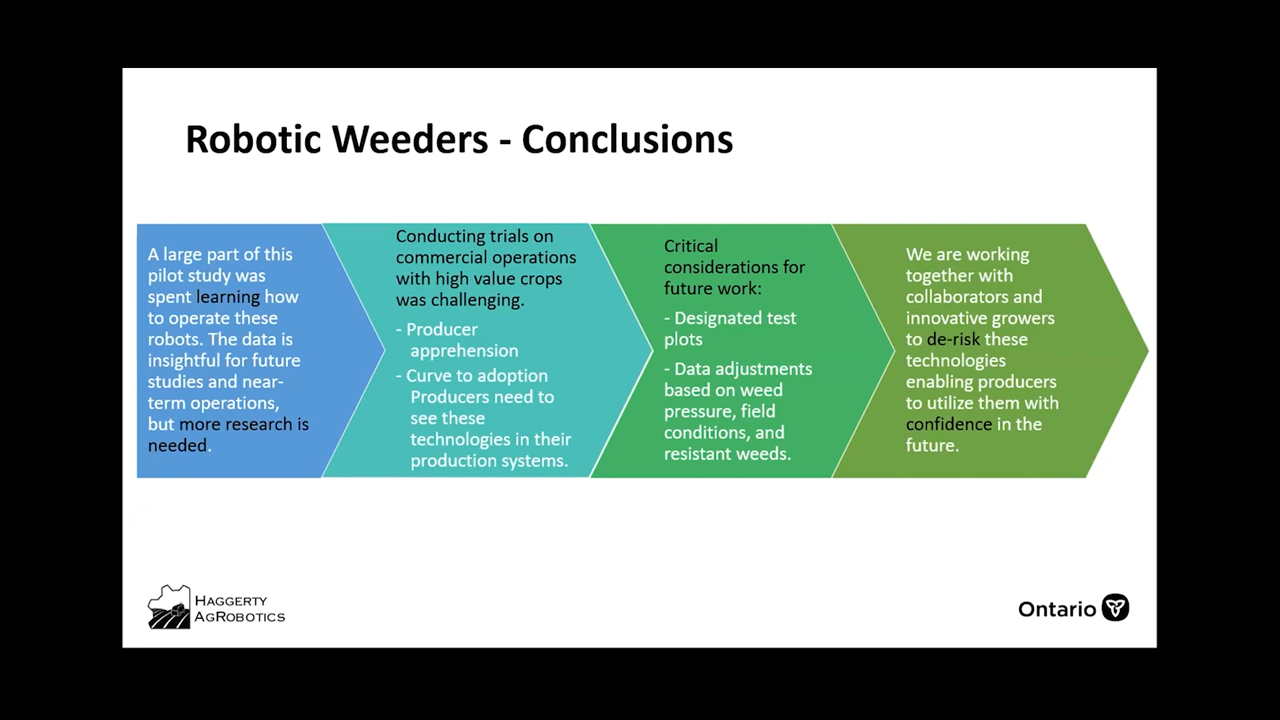 Robotic Weeders - Conclusions
A large part of this
pilot study was
spent learning how
to operate these
robots. The data is
insightful for future
studies and near-
term operations,
but more research is
needed.
Conducting trials on
commercial operations
with high value crops
was challenging.
- Producer
apprehension
- Curve to adoption
Producers need to
see these
technologies in their
production systems.
Critical
considerations for
future work:
- Designated test
plots
- Data adjustments
based on weed
pressure, field
conditions, and
resistant weeds.
We are working
together with
collaborators and
innovative growers
to de-risk these
technologies
enabling producers
to utilize them with
confidence in the
future.
HAGGERTY
AGROBOTICS
Ontario